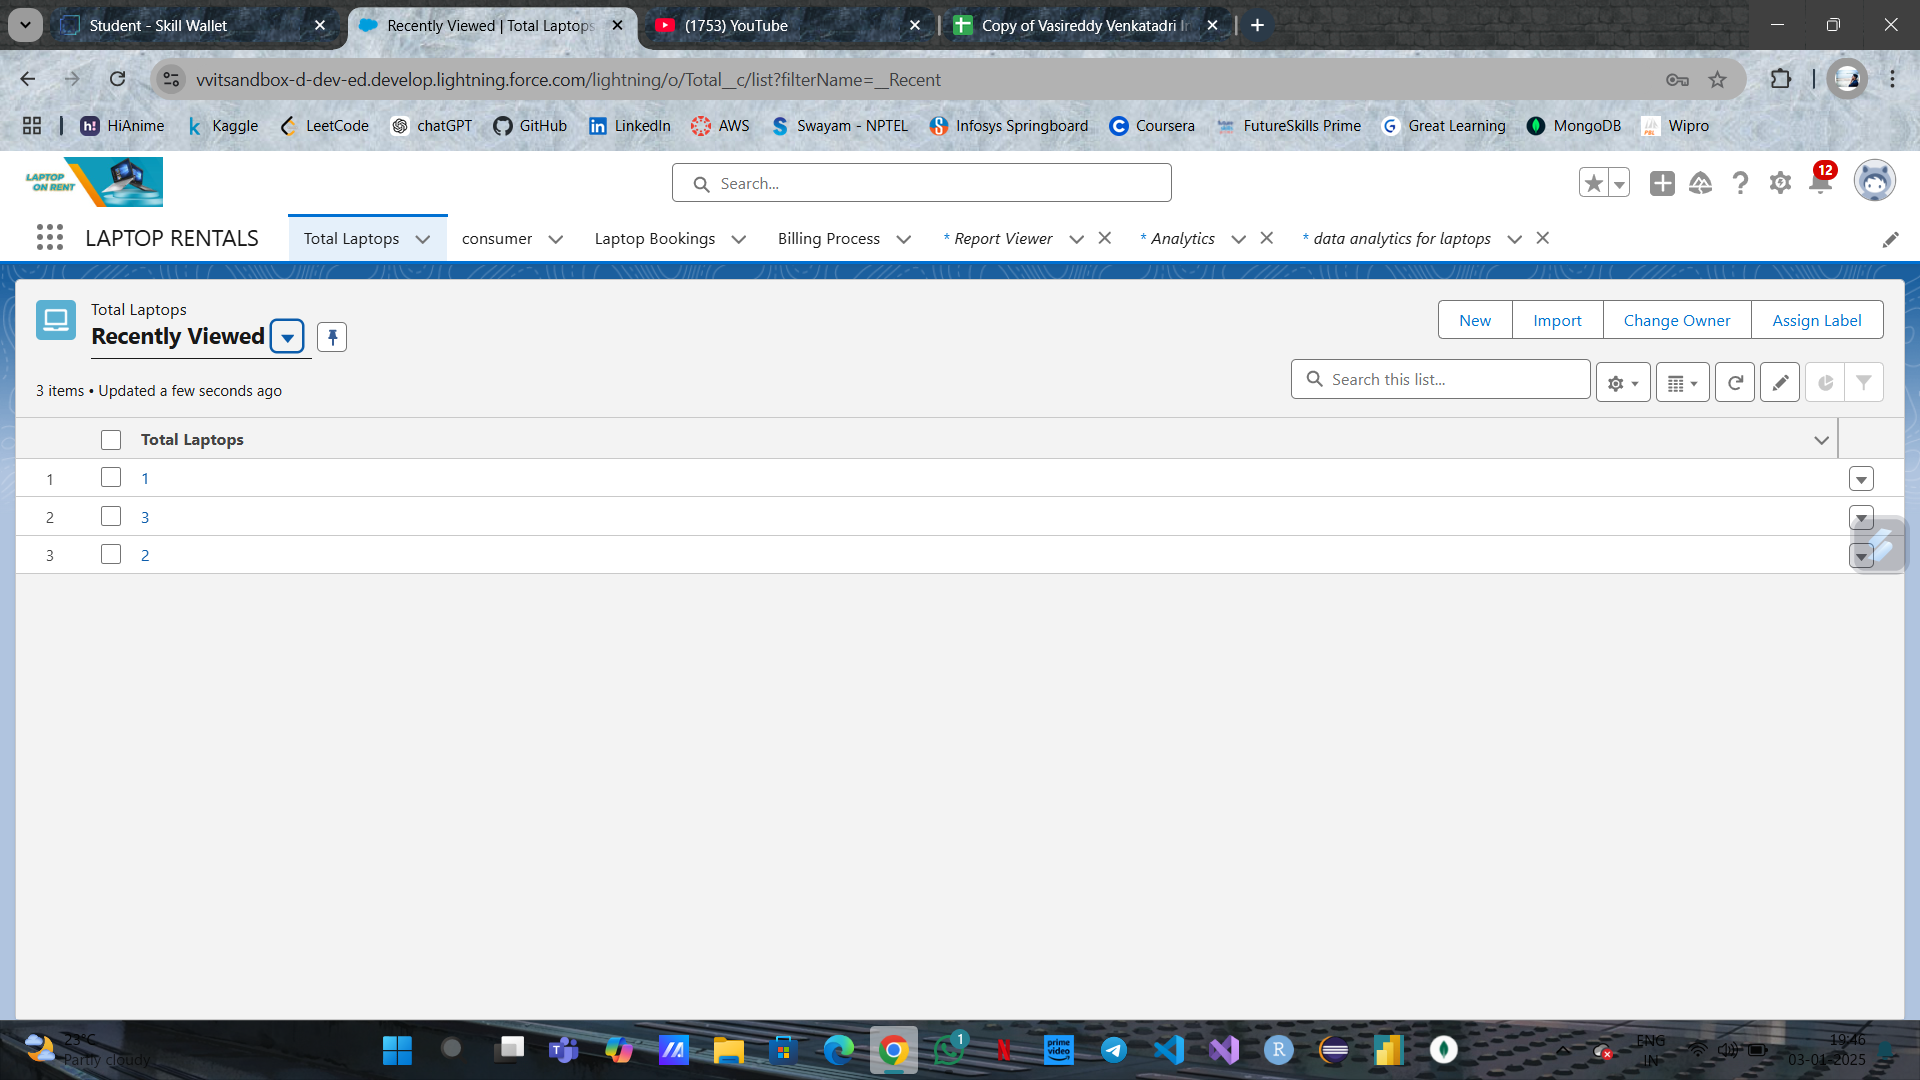 Student - Skill Wallet
Recently Viewed | Total Laptops
(1753) YouTube
Copy of Vasireddy Venkatadri In
vvitsandbox-d-dev-ed.develop.lightning.force.com/lightning/o/Total__c/list?filterName=__Recent
h! HiAnime
k Kaggle
LeetCode
chatGPT
GitHub
in LinkedIn
AWS
Swayam - NPTEL
Infosys Springboard
Coursera
FutureSkills Prime
G Great Learning
MongoDB
Wipro
LAPTOP
ON RENT
Search...
12
LAPTOP RENTALS
Total Laptops
consumer
Laptop Bookings
Billing Process
* Report Viewer
* Analytics
* data analytics for laptops
Total Laptops
Recently Viewed
New
Import
Change Owner
Assign Label
3 items • Updated a few seconds ago
Search this list...
Total Laptops
1 1
2 3
3 2
23°C
Partly cloudy
1
prime
video
R
ENG
IN
19:46
03-01-2025